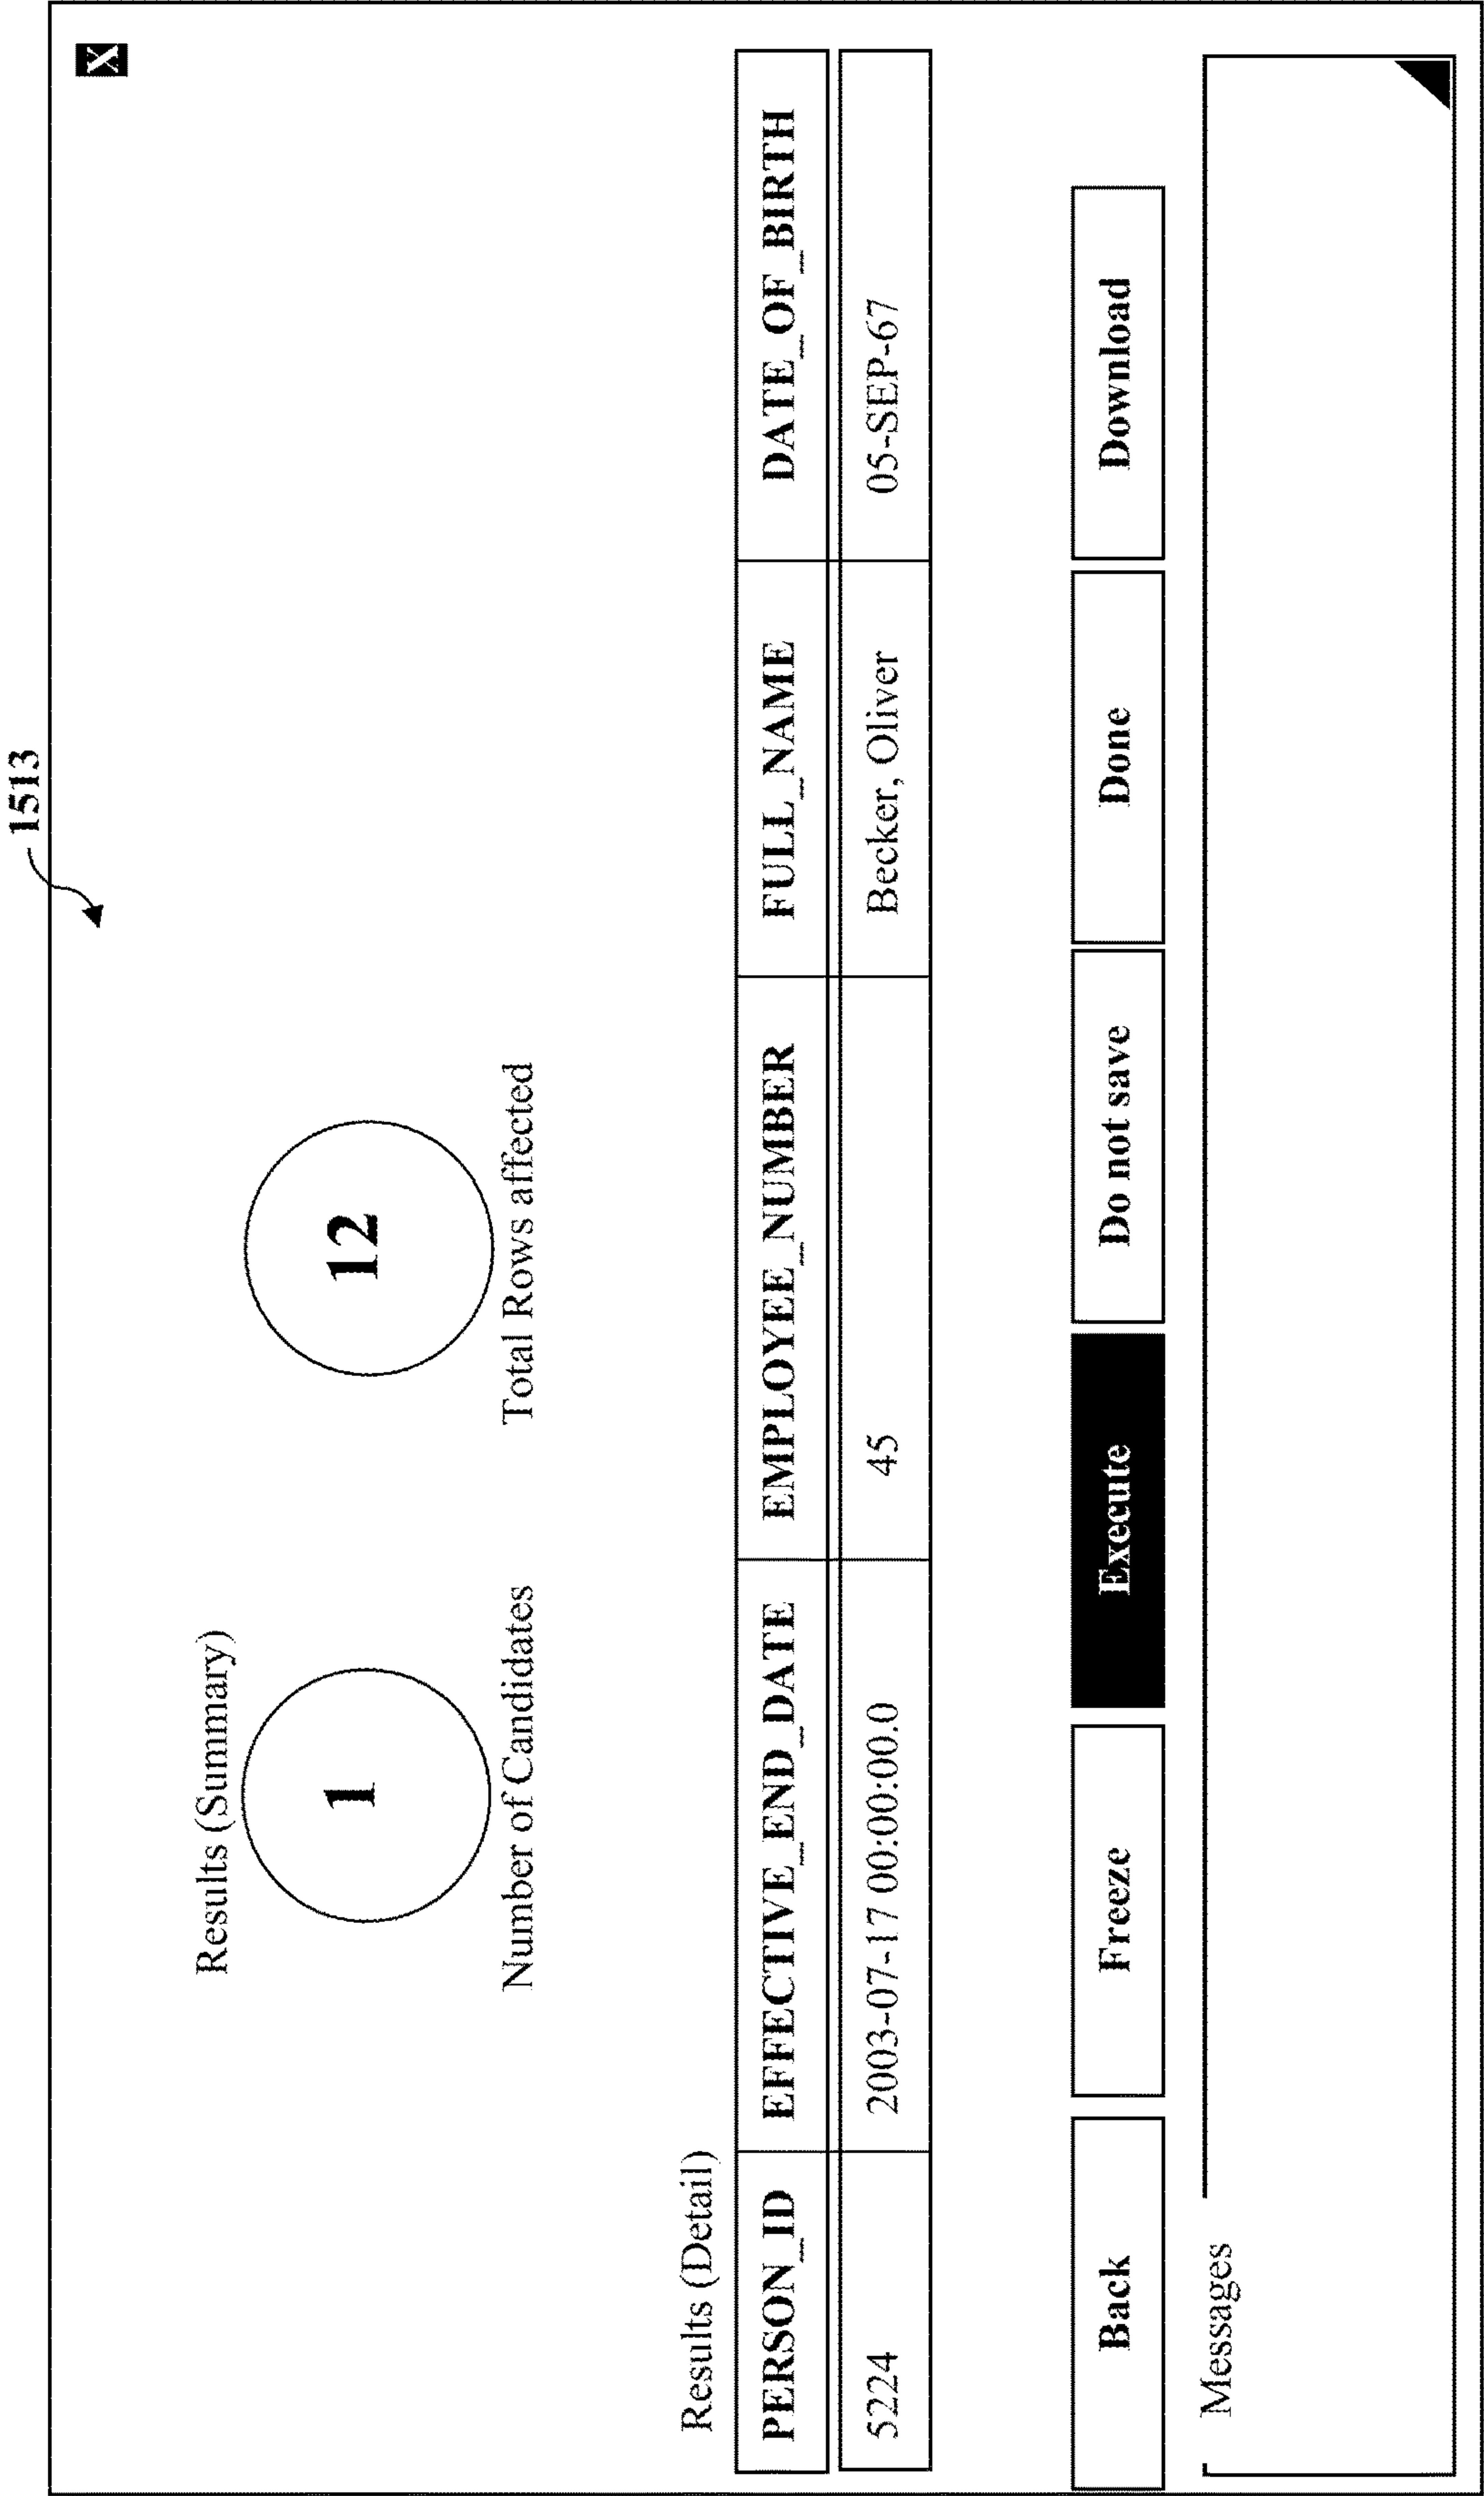 1513
X
Results (Summary)
1 12
Number of Candidates Total Rows affected
Results (Detail)
PERSON_ID EFFECTIVE_END_DATE EMPLOYEE_NUMBER FULL_NAME DATE_OF_BIRTH
5224 2003-07-17 00:00:00.0 45 Becker, Oliver 05-SEP-67
Back Freeze Execute Do not save Done Download
Messages